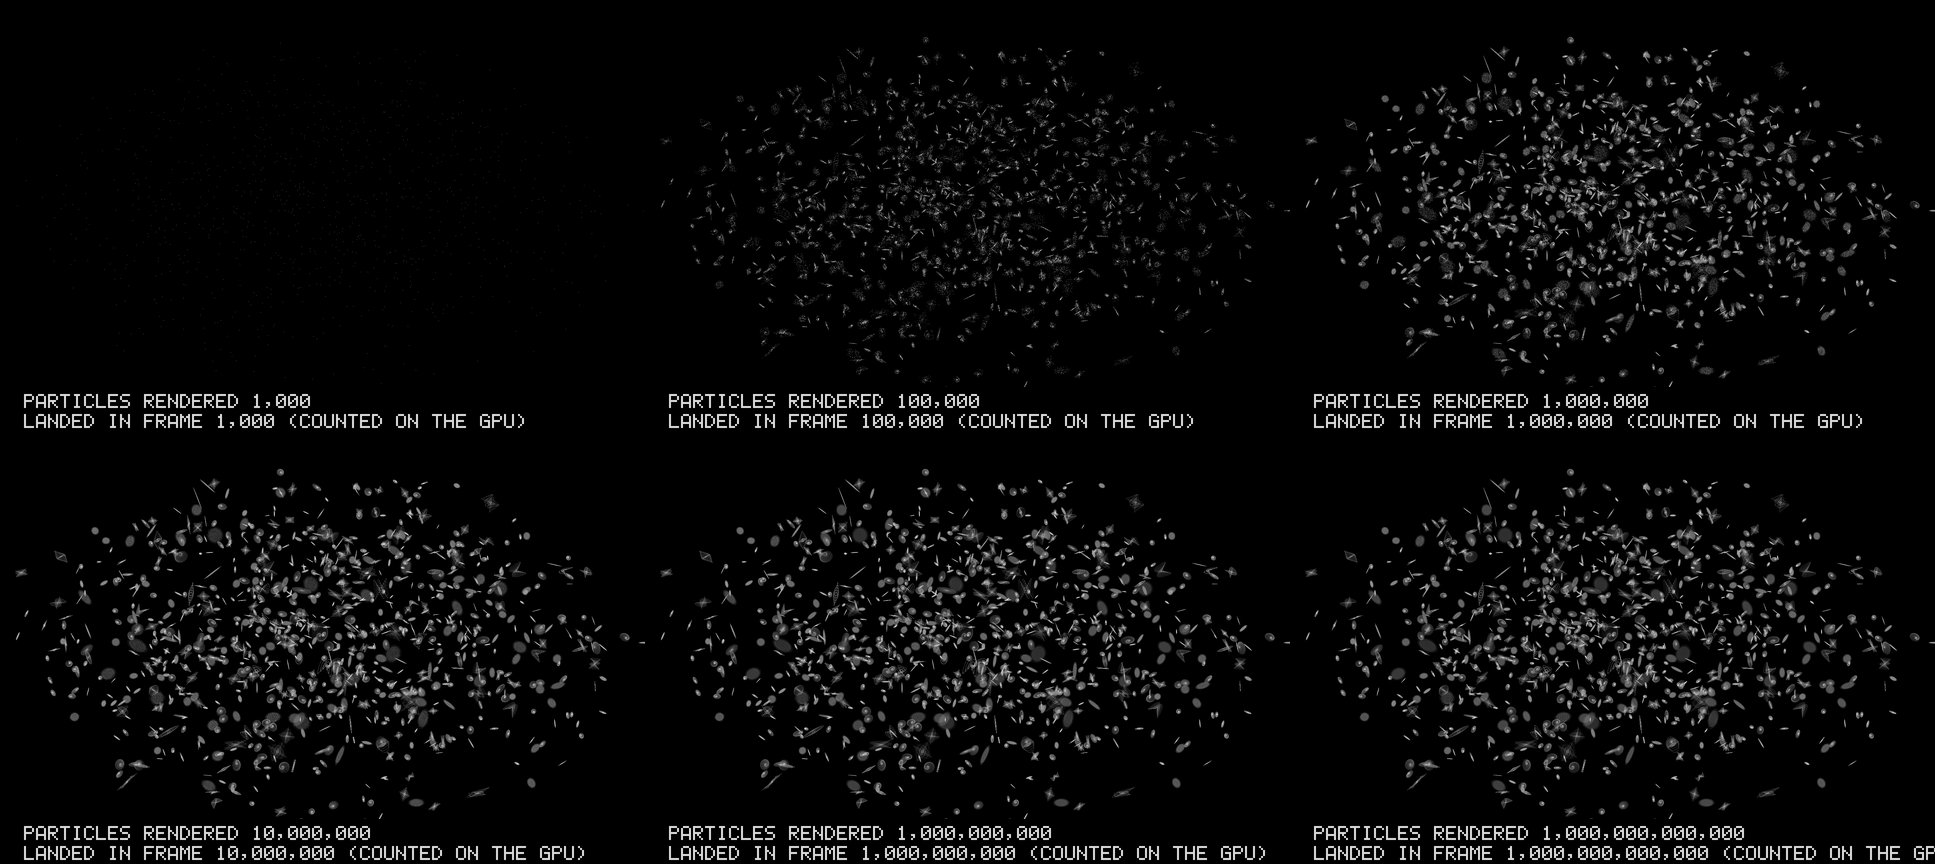 PARTICLES RENDERED 1,000
LANDED IN FRAME 1,000 (COUNTED ON THE GPU)
PARTICLES RENDERED 100,000
LANDED IN FRAME 100,000 (COUNTED ON THE GPU)
PARTICLES RENDERED 1,000,000
LANDED IN FRAME 1,000,000 (COUNTED ON THE GPU)
PARTICLES RENDERED 10,000,000
LANDED IN FRAME 10,000,000 (COUNTED ON THE GPU)
PARTICLES RENDERED 1,000,000,000
LANDED IN FRAME 1,000,000,000 (COUNTED ON THE GPU)
PARTICLES RENDERED 1,000,000,000,000
LANDED IN FRAME 1,000,000,000,000 (COUNTED ON THE GP